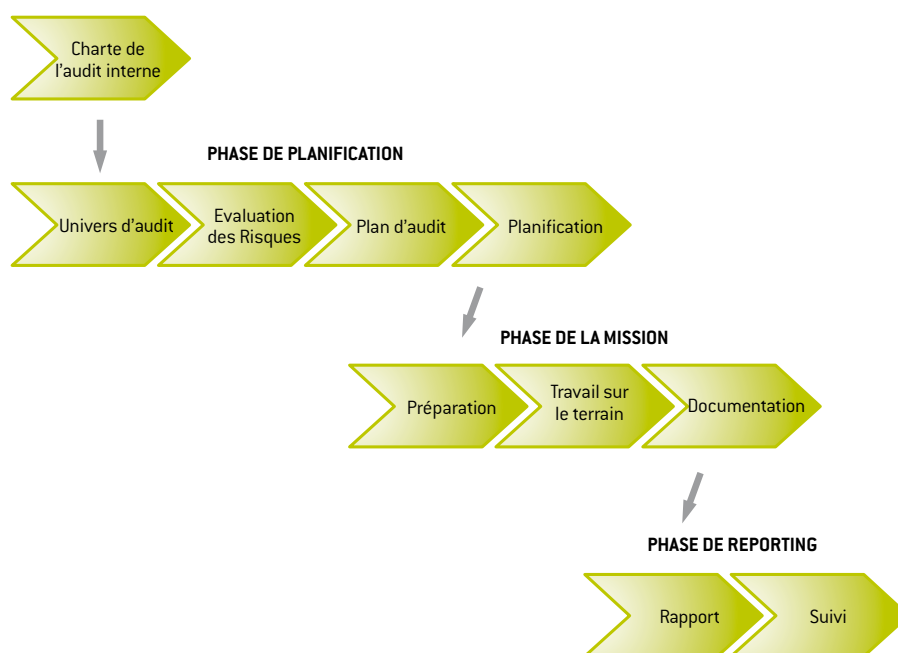 Charte de
l'audit interne
PHASE DE PLANIFICATION
Univers d'audit
Evaluation
des Risques
Plan d'audit
Planification
PHASE DE LA MISSION
Préparation
Travail sur
le terrain
Documentation
PHASE DE REPORTING
Rapport
Suivi